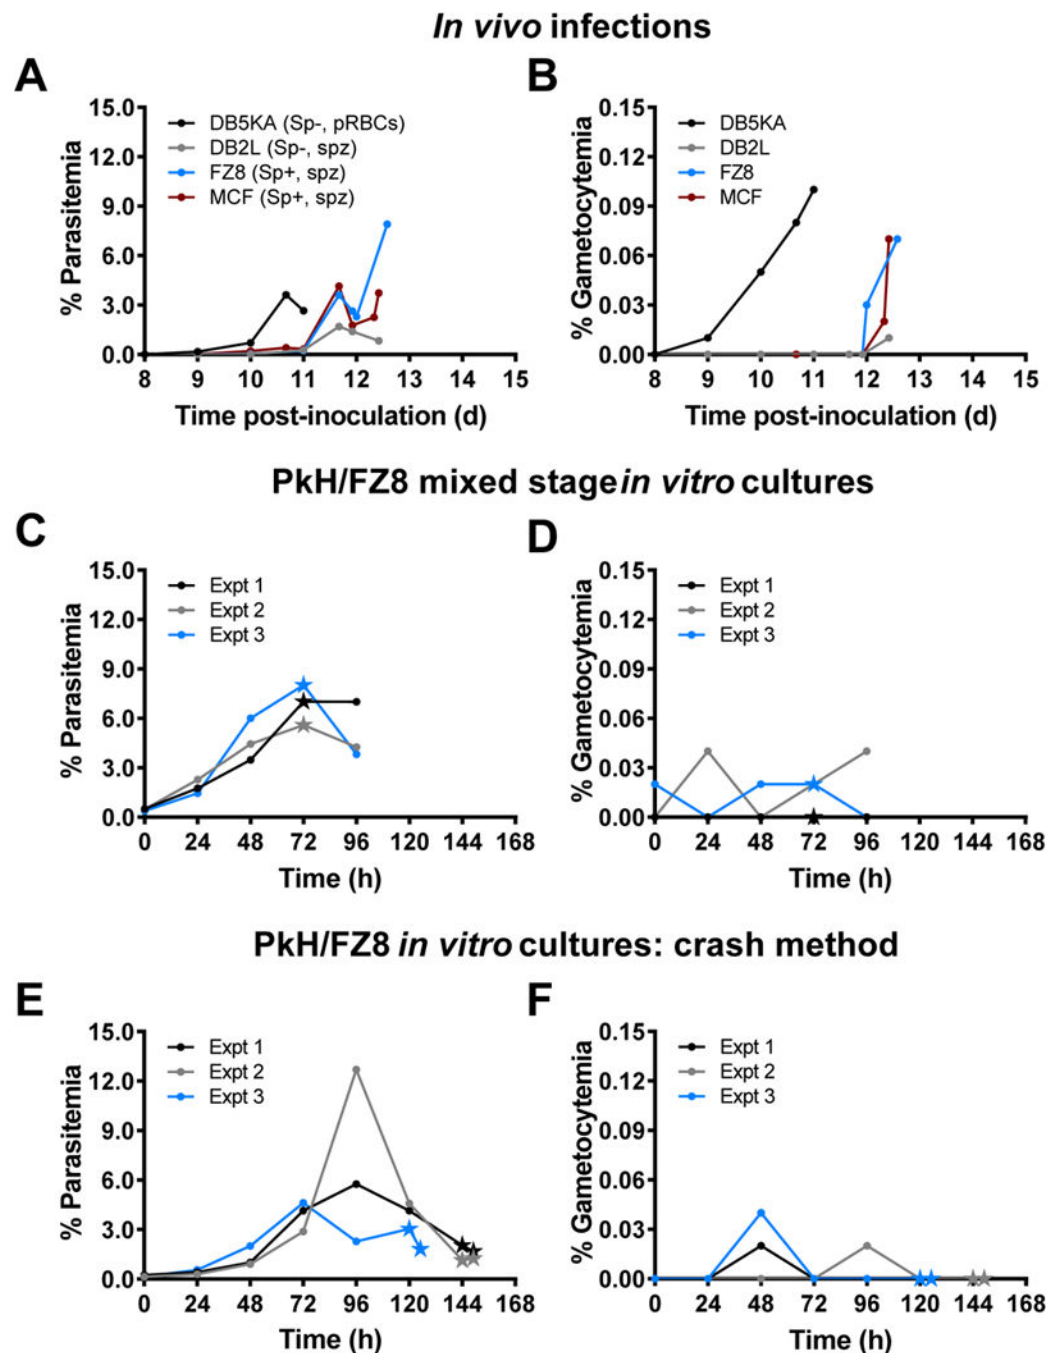 In vivo infections
A
B
15.0
12.0
9.0
6.0
3.0
0.0
% Parasitemia
DB5KA (Sp-, pRBCs)
DB2L (Sp-, spz)
FZ8 (Sp+, spz)
MCF (Sp+, spz)
8 9 10 11 12 13 14 15
Time post-inoculation (d)
0.15
0.12
0.09
0.06
0.03
0.00
% Gametocytemia
DB5KA
DB2L
FZ8
MCF
8 9 10 11 12 13 14 15
Time post-inoculation (d)
PkH/FZ8 mixed stage in vitro cultures
C
D
15.0
12.0
9.0
6.0
3.0
0.0
% Parasitemia
Expt 1
Expt 2
Expt 3
0 24 48 72 96 120 144 168
Time (h)
0.15
0.12
0.09
0.06
0.03
0.00
% Gametocytemia
Expt 1
Expt 2
Expt 3
0 24 48 72 96 120 144 168
Time (h)
PkH/FZ8 in vitro cultures: crash method
E
F
15.0
12.0
9.0
6.0
3.0
0.0
% Parasitemia
Expt 1
Expt 2
Expt 3
0 24 48 72 96 120 144 168
Time (h)
0.15
0.12
0.09
0.06
0.03
0.00
% Gametocytemia
Expt 1
Expt 2
Expt 3
0 24 48 72 96 120 144 168
Time (h)